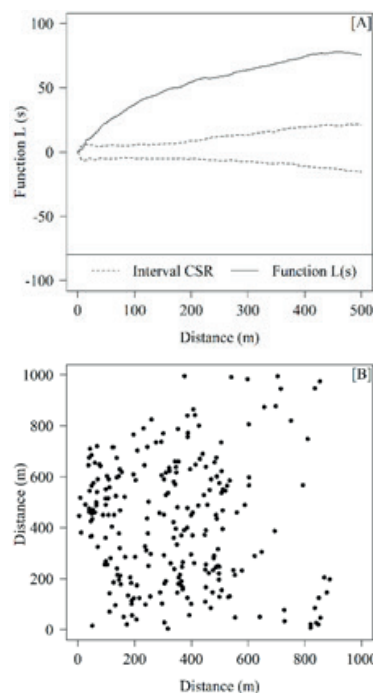 [A]
100
50
0
-50
-100
Function L (s)
Interval CSR Function L(s)
0 100 200 300 400 500
Distance (m)
[B]
1000
800
600
400
200
0
Distance (m)
0 200 400 600 800 1000
Distance (m)